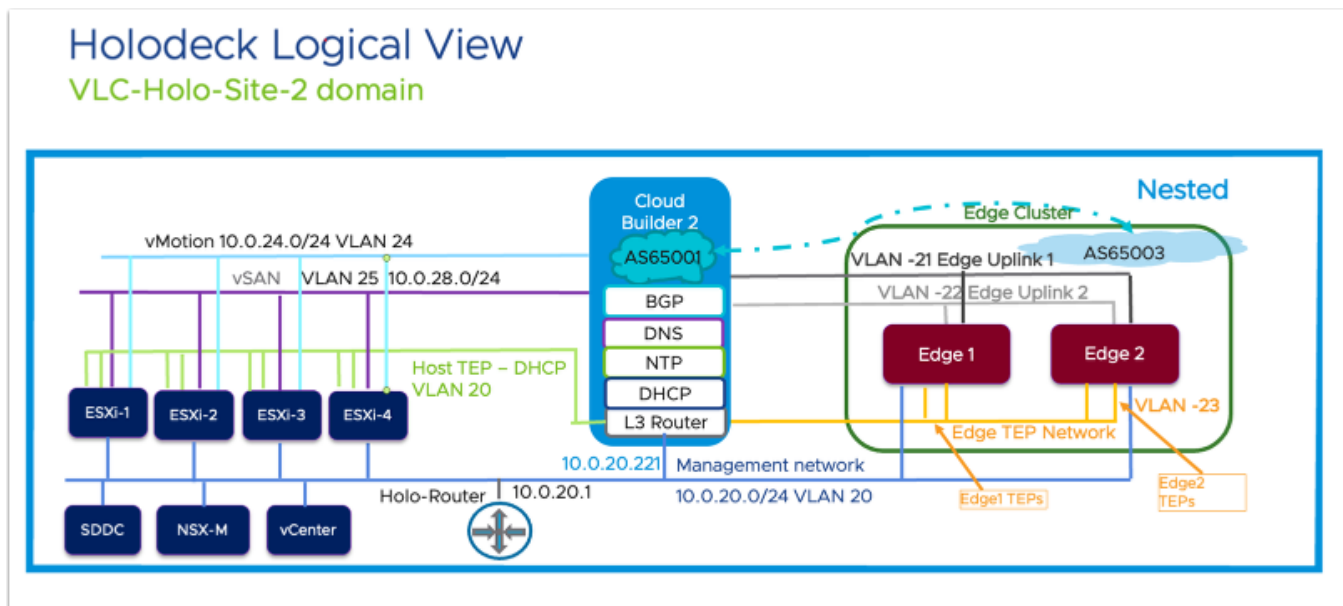 Holodeck Logical View
VLC-Holo-Site-2 domain
Nested
Cloud
Builder 2
AS65001
BGP
DNS
NTP
DHCP
L3 Router
vMotion 10.0.24.0/24 VLAN 24
vSAN VLAN 25 10.0.28.0/24
Host TEP – DHCP
VLAN 20
ESXi-1
ESXi-2
ESXi-3
ESXi-4
Edge Cluster
AS65003
VLAN -21 Edge Uplink 1
VLAN -22 Edge Uplink 2
Edge 1
Edge 2
VLAN -23
Edge TEP Network
Edge1 TEPs
Edge2
TEPs
10.0.20.221
Management network
10.0.20.0/24 VLAN 20
Holo-Router
10.0.20.1
SDDC
NSX-M
vCenter